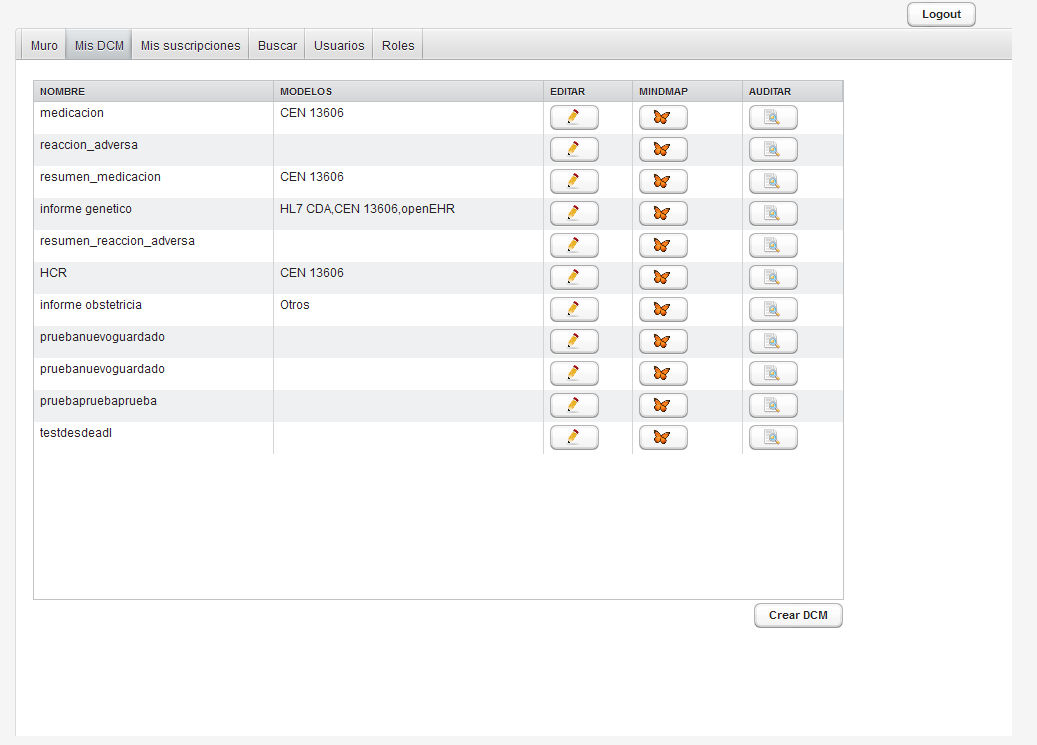 Logout
Muro Mis DCM Mis suscripciones Buscar Usuarios Roles
NOMBRE MODELOS EDITAR MINDMAP AUDITAR
medicacion CEN 13606
reaccion_adversa
resumen_medicacion CEN 13606
informe genetico HL7 CDA,CEN 13606,openEHR
resumen_reaccion_adversa
HCR CEN 13606
informe obstetricia Otros
pruebanuevoguardado
pruebanuevoguardado
pruebapruebaprueba
testdesdeadl
Crear DCM